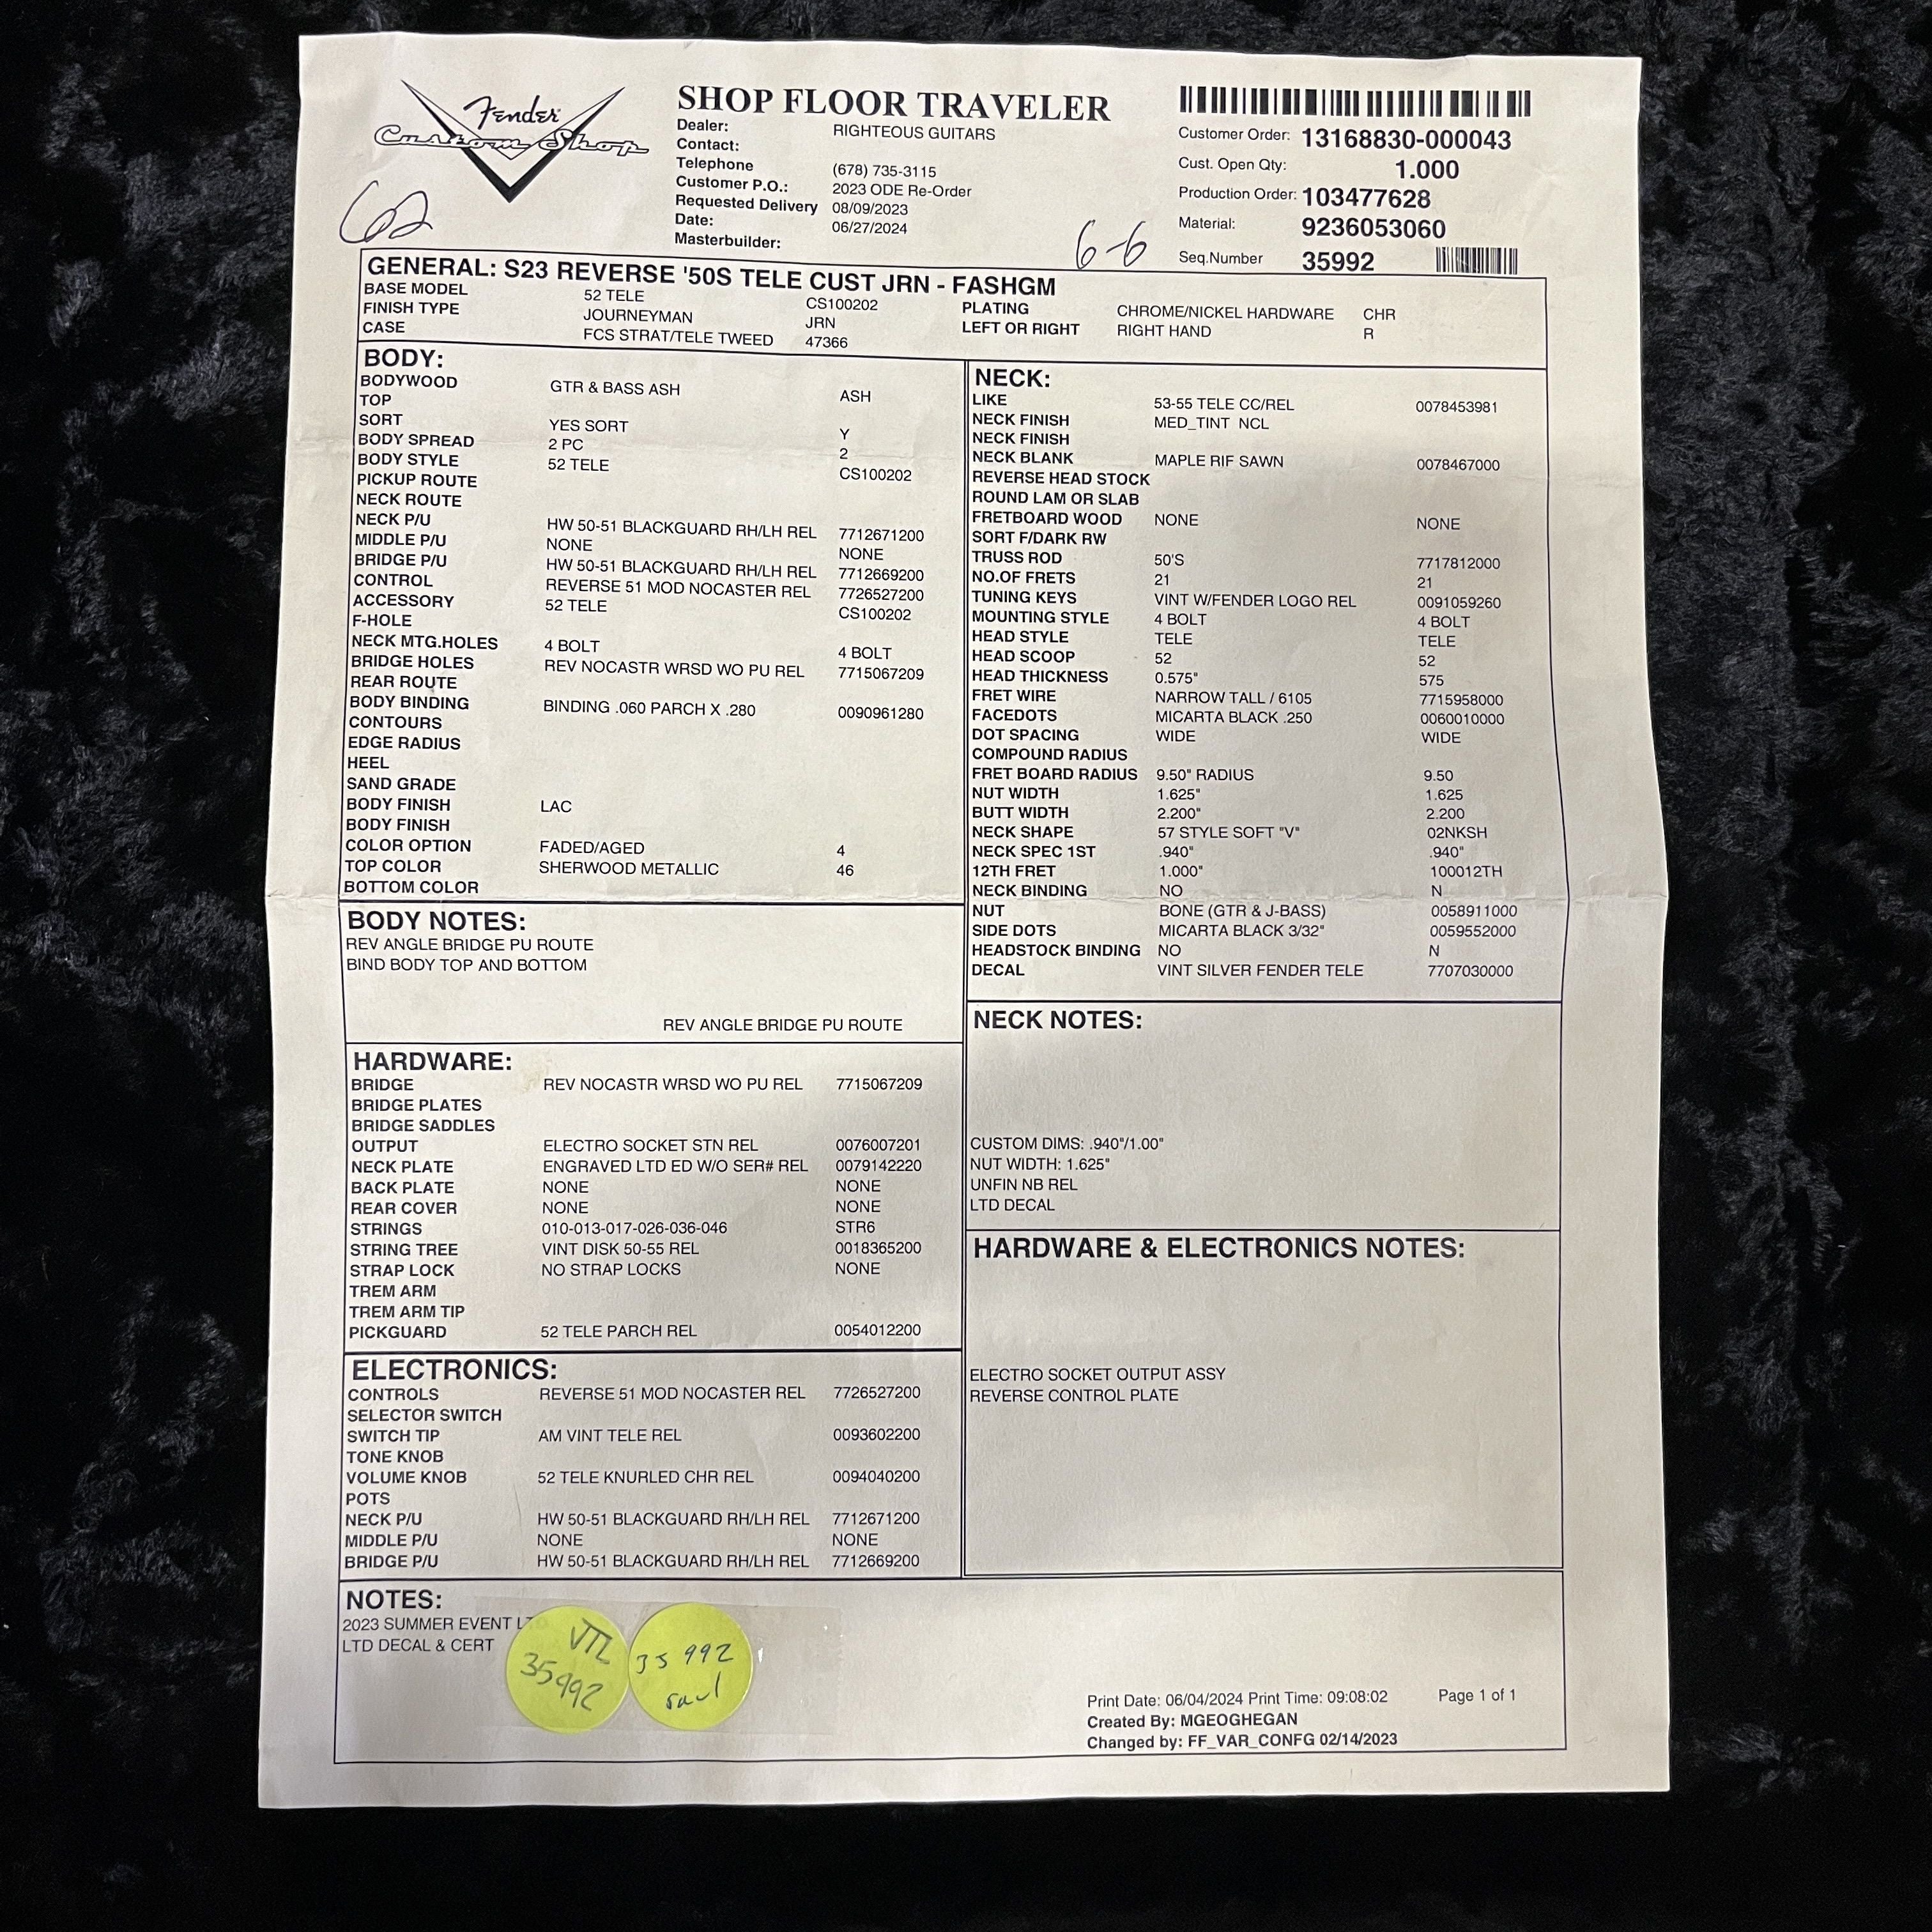 Fender
Custom Shop
62
SHOP FLOOR TRAVELER
Dealer: RIGHTEOUS GUITARS
Contact:
Telephone (678) 735-3115
Customer P.O.: 2023 ODE Re-Order
Requested Delivery 08/09/2023
Date: 06/27/2024
Masterbuilder:
6-6
Customer Order: 13168830-000043
Cust. Open Qty: 1.000
Production Order: 103477628
Material: 9236053060
Seq.Number 35992
GENERAL: S23 REVERSE '50S TELE CUST JRN - FASHGM
BASE MODEL 52 TELE CS100202
FINISH TYPE JOURNEYMAN JRN
CASE FCS STRAT/TELE TWEED 47366
PLATING CHROME/NICKEL HARDWARE CHR
LEFT OR RIGHT RIGHT HAND R
BODY:
BODYWOOD GTR & BASS ASH ASH
TOP
SORT YES SORT Y
BODY SPREAD 2 PC 2
BODY STYLE 52 TELE CS100202
PICKUP ROUTE
NECK ROUTE
NECK P/U HW 50-51 BLACKGUARD RH/LH REL 7712671200
MIDDLE P/U NONE NONE
BRIDGE P/U HW 50-51 BLACKGUARD RH/LH REL 7712669200
CONTROL REVERSE 51 MOD NOCASTER REL 7726527200
ACCESSORY 52 TELE CS100202
F-HOLE
NECK MTG.HOLES 4 BOLT 4 BOLT
BRIDGE HOLES REV NOCASTR WRSD WO PU REL 7715067209
REAR ROUTE
BODY BINDING BINDING .060 PARCH X .280 0090961280
CONTOURS
EDGE RADIUS
HEEL
SAND GRADE
BODY FINISH LAC
BODY FINISH
COLOR OPTION FADED/AGED 4
TOP COLOR SHERWOOD METALLIC 46
BOTTOM COLOR
BODY NOTES:
REV ANGLE BRIDGE PU ROUTE
BIND BODY TOP AND BOTTOM
REV ANGLE BRIDGE PU ROUTE
HARDWARE:
BRIDGE REV NOCASTR WRSD WO PU REL 7715067209
BRIDGE PLATES
BRIDGE SADDLES
OUTPUT ELECTRO SOCKET STN REL 0076007201
NECK PLATE ENGRAVED LTD ED W/O SER# REL 0079142220
BACK PLATE NONE NONE
REAR COVER NONE NONE
STRINGS 010-013-017-026-036-046 STR6
STRING TREE VINT DISK 50-55 REL 0018365200
STRAP LOCK NO STRAP LOCKS NONE
TREM ARM
TREM ARM TIP
PICKGUARD 52 TELE PARCH REL 0054012200
ELECTRONICS:
CONTROLS REVERSE 51 MOD NOCASTER REL 7726527200
SELECTOR SWITCH
SWITCH TIP AM VINT TELE REL 0093602200
TONE KNOB
VOLUME KNOB 52 TELE KNURLED CHR REL 0094040200
POTS
NECK P/U HW 50-51 BLACKGUARD RH/LH REL 7712671200
MIDDLE P/U NONE NONE
BRIDGE P/U HW 50-51 BLACKGUARD RH/LH REL 7712669200
NECK:
LIKE 53-55 TELE CC/REL 0078453981
NECK FINISH MED_TINT NCL
NECK FINISH
NECK BLANK MAPLE RIF SAWN 0078467000
REVERSE HEAD STOCK
ROUND LAM OR SLAB
FRETBOARD WOOD NONE NONE
SORT F/DARK RW
TRUSS ROD 50'S 7717812000
NO.OF FRETS 21 21
TUNING KEYS VINT W/FENDER LOGO REL 0091059260
MOUNTING STYLE 4 BOLT 4 BOLT
HEAD STYLE TELE TELE
HEAD SCOOP 52 52
HEAD THICKNESS 0.575" 575
FRET WIRE NARROW TALL / 6105 7715958000
FACEDOTS MICARTA BLACK .250 0060010000
DOT SPACING WIDE WIDE
COMPOUND RADIUS
FRET BOARD RADIUS 9.50" RADIUS 9.50
NUT WIDTH 1.625" 1.625
BUTT WIDTH 2.200" 2.200
NECK SHAPE 57 STYLE SOFT "V" 02NKSH
NECK SPEC 1ST .940" .940"
12TH FRET 1.000" 100012TH
NECK BINDING NO N
NUT BONE (GTR & J-BASS) 0058911000
SIDE DOTS MICARTA BLACK 3/32" 0059552000
HEADSTOCK BINDING NO N
DECAL VINT SILVER FENDER TELE 7707030000
NECK NOTES:
CUSTOM DIMS: .940"/1.00"
NUT WIDTH: 1.625"
UNFIN NB REL
LTD DECAL
HARDWARE & ELECTRONICS NOTES:
ELECTRO SOCKET OUTPUT ASSY
REVERSE CONTROL PLATE
NOTES:
2023 SUMMER EVENT
LTD DECAL & CERT
35992
35992
Print Date: 06/04/2024 Print Time: 09:08:02 Page 1 of 1
Created By: MGEOGHEGAN
Changed by: FF_VAR_CONFG 02/14/2023